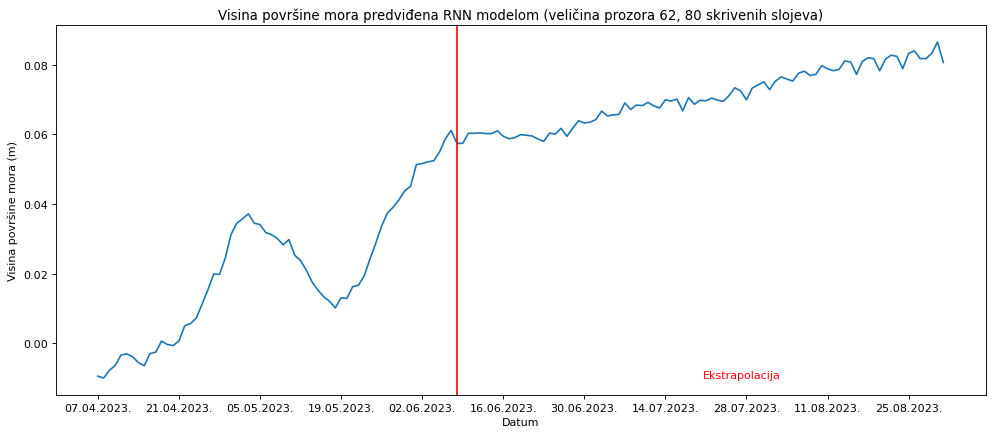 Visina površine mora predviđena RNN modelom (veličina prozora 62, 80 skrivenih slojeva)
Visina površine mora (m)
0.08
0.06
0.04
0.02
0.00
Ekstrapolacija
07.04.2023. 21.04.2023. 05.05.2023. 19.05.2023. 02.06.2023. 16.06.2023. 30.06.2023. 14.07.2023. 28.07.2023. 11.08.2023. 25.08.2023.
Datum